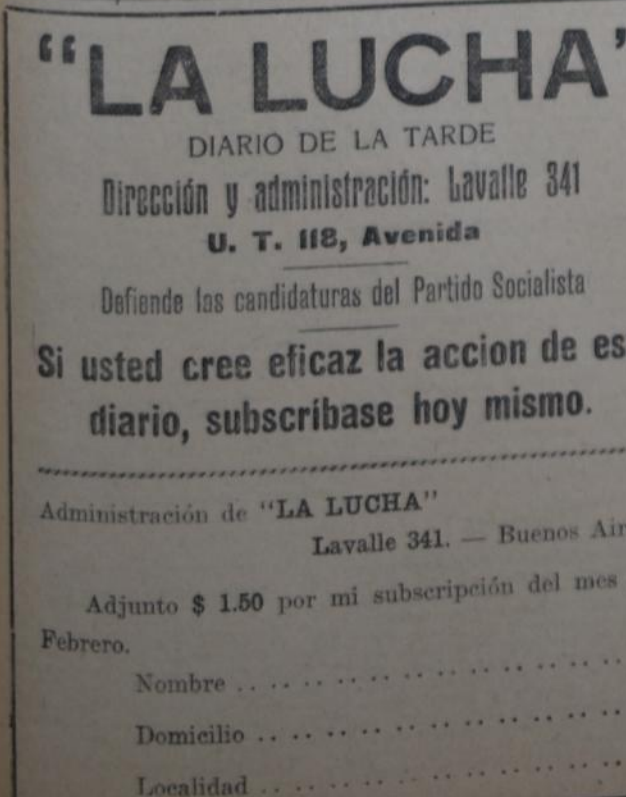 "LA LUCHA"
DIARIO DE LA TARDE
Dirección y administración: Lavalle 341
U. T. 118, Avenida
Defiende las candidaturas del Partido Socialista
Si usted cree eficaz la accion de es
diario, subscríbase hoy mismo.
Administración de "LA LUCHA"
Lavalle 341. — Buenos Air
Adjunto $ 1.50 por mi subscripción del mes
Febrero.
Nombre .. .. .. .. .. .. .. .. .. .. ..
Domicilio .. .. .. .. .. .. .. .. .. ..
Localidad .. .. .. .. .. .. .. .. .. ..